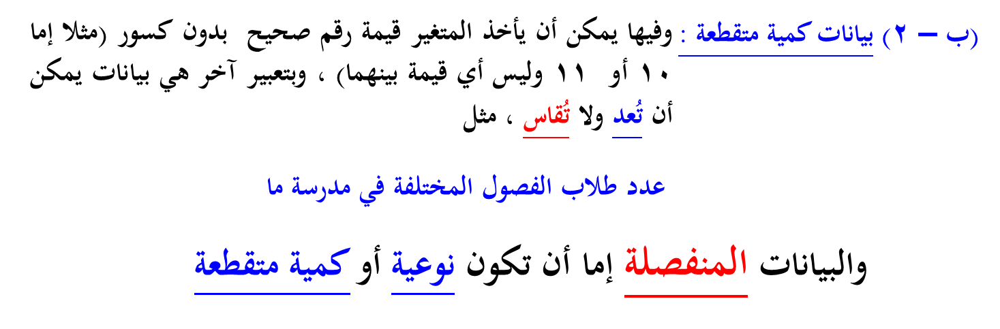 (ب – ٢) بيانات كمية متقطعة : وفيها يمكن أن يأخذ المتغير قيمة رقم صحيح بدون كسور (مثلا إما
١٠ أو ١١ وليس أي قيمة بينهما) ، وبتعبير آخر هي بيانات يمكن
أن تُعد ولا تُقاس ، مثل
عدد طلاب الفصول المختلفة في مدرسة ما
والبيانات المنفصلة إما أن تكون نوعية أو كمية متقطعة